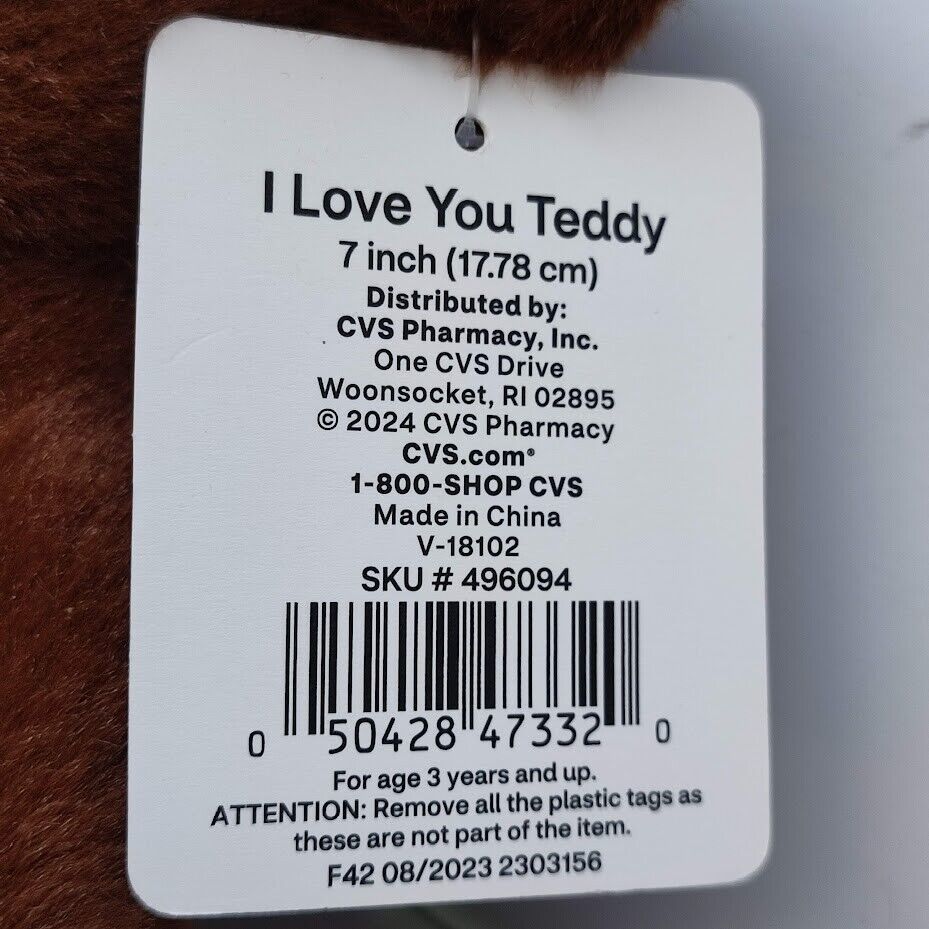 I Love You Teddy
7 inch (17.78 cm)
Distributed by:
CVS Pharmacy, Inc.
One CVS Drive
Woonsocket, RI 02895
© 2024 CVS Pharmacy
CVS.com®
1-800-SHOP CVS
Made in China
V-18102
SKU # 496094
0 50428 47332 0
For age 3 years and up.
ATTENTION: Remove all the plastic tags as
these are not part of the item.
F42 08/2023 2303156